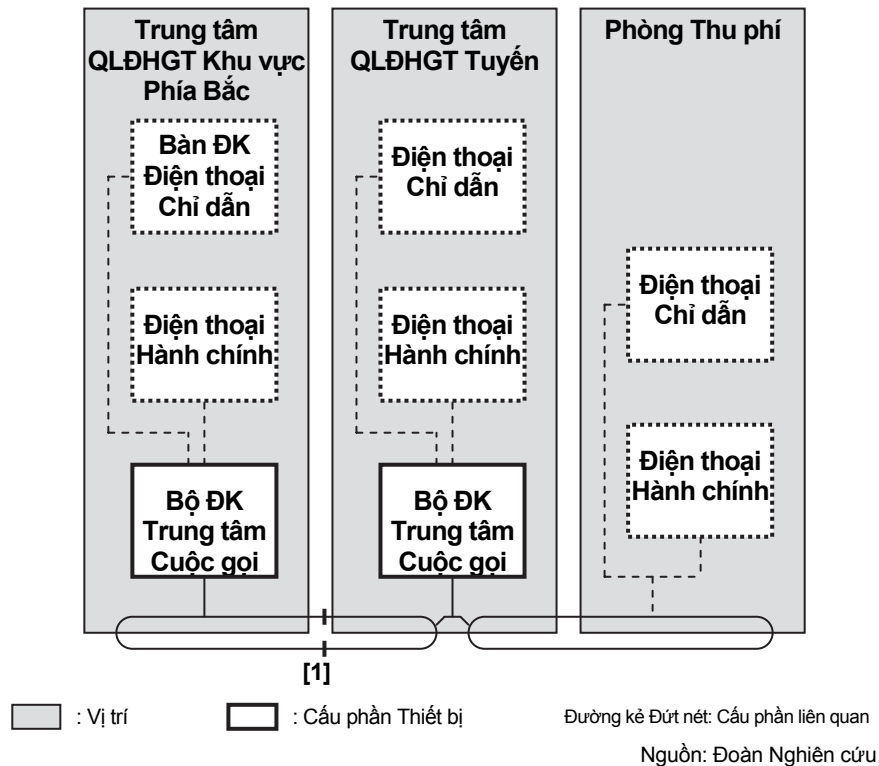 Trung tâm
QLĐHGT Khu vực
Phía Bắc
Bàn ĐK
Điện thoại
Chỉ dẫn
Điện thoại
Hành chính
Bộ ĐK
Trung tâm
Cuộc gọi
Trung tâm
QLĐHGT Tuyến
Điện thoại
Chỉ dẫn
Điện thoại
Hành chính
Bộ ĐK
Trung tâm
Cuộc gọi
Phòng Thu phí
Điện thoại
Chỉ dẫn
Điện thoại
Hành chính
[1]
: Vị trí
: Cấu phần Thiết bị
Đường kẻ Đứt nét: Cấu phần liên quan
Nguồn: Đoàn Nghiên cứu